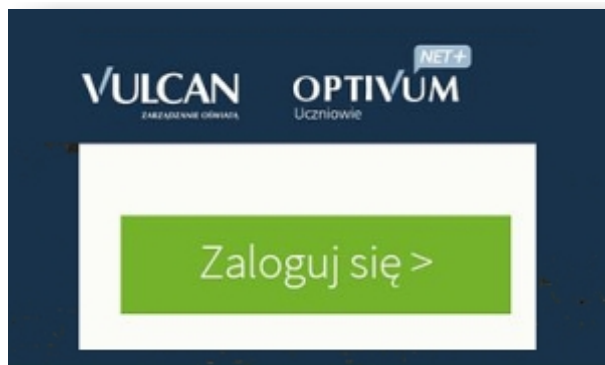 NET+
VULCAN OPTIVUM
ZARZĄDZANIE OŚWIATĄ Uczniowie
Zaloguj się >